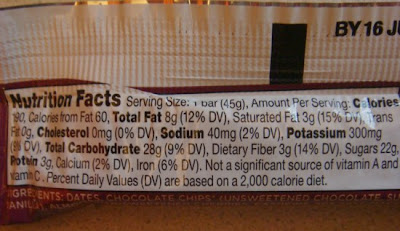 BY 16 JU
Nutrition Facts Serving Size: 1 bar (45g), Amount Per Serving: Calories
190, Calories from Fat 60, Total Fat 8g (12% DV), Saturated Fat 3g (15% DV), Trans
Fat 0g, Cholesterol 0mg (0% DV), Sodium 40mg (2% DV), Potassium 300mg
(9% DV), Total Carbohydrate 28g (9% DV), Dietary Fiber 3g (14% DV), Sugars 22g,
Protein 3g, Calcium (2% DV), Iron (6% DV). Not a significant source of vitamin A and
vitamin C. Percent Daily Values (DV) are based on a 2,000 calorie diet.
INGREDIENTS: DATES, CHOCOLATE CHIPS* (UNSWEETENED CHOCOLATE, SU
VANILL